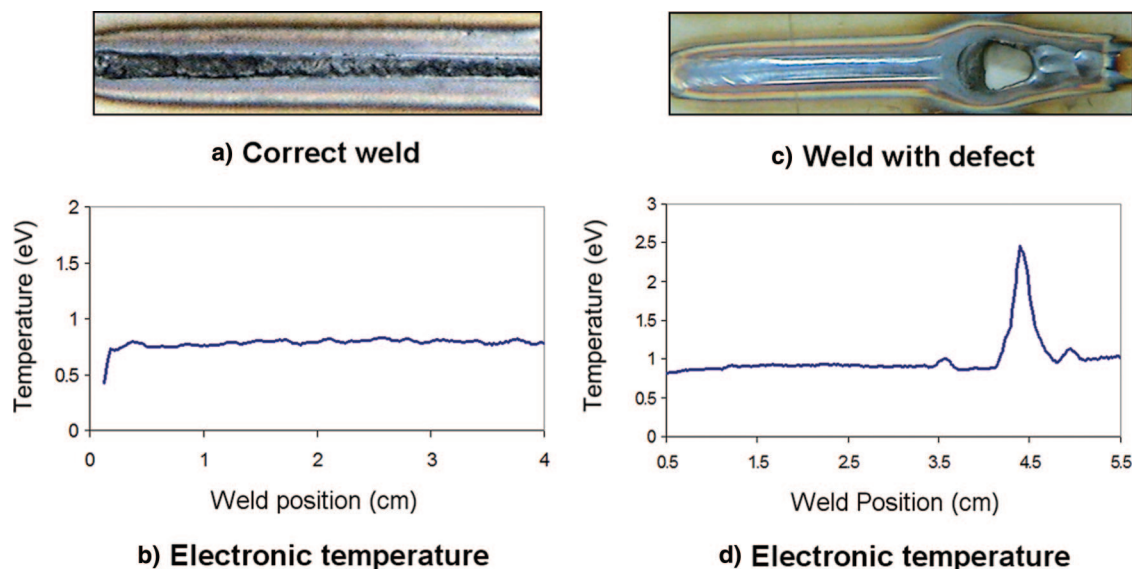 a) Correct weld
c) Weld with defect
Temperature (eV)
2
1.5
1
0.5
0
0
1
2
3
4
Weld position (cm)
b) Electronic temperature
Temperature (eV)
3
2.5
2
1.5
1
0.5
0
0.5
1.5
2.5
3.5
4.5
5.5
Weld Position (cm)
d) Electronic temperature